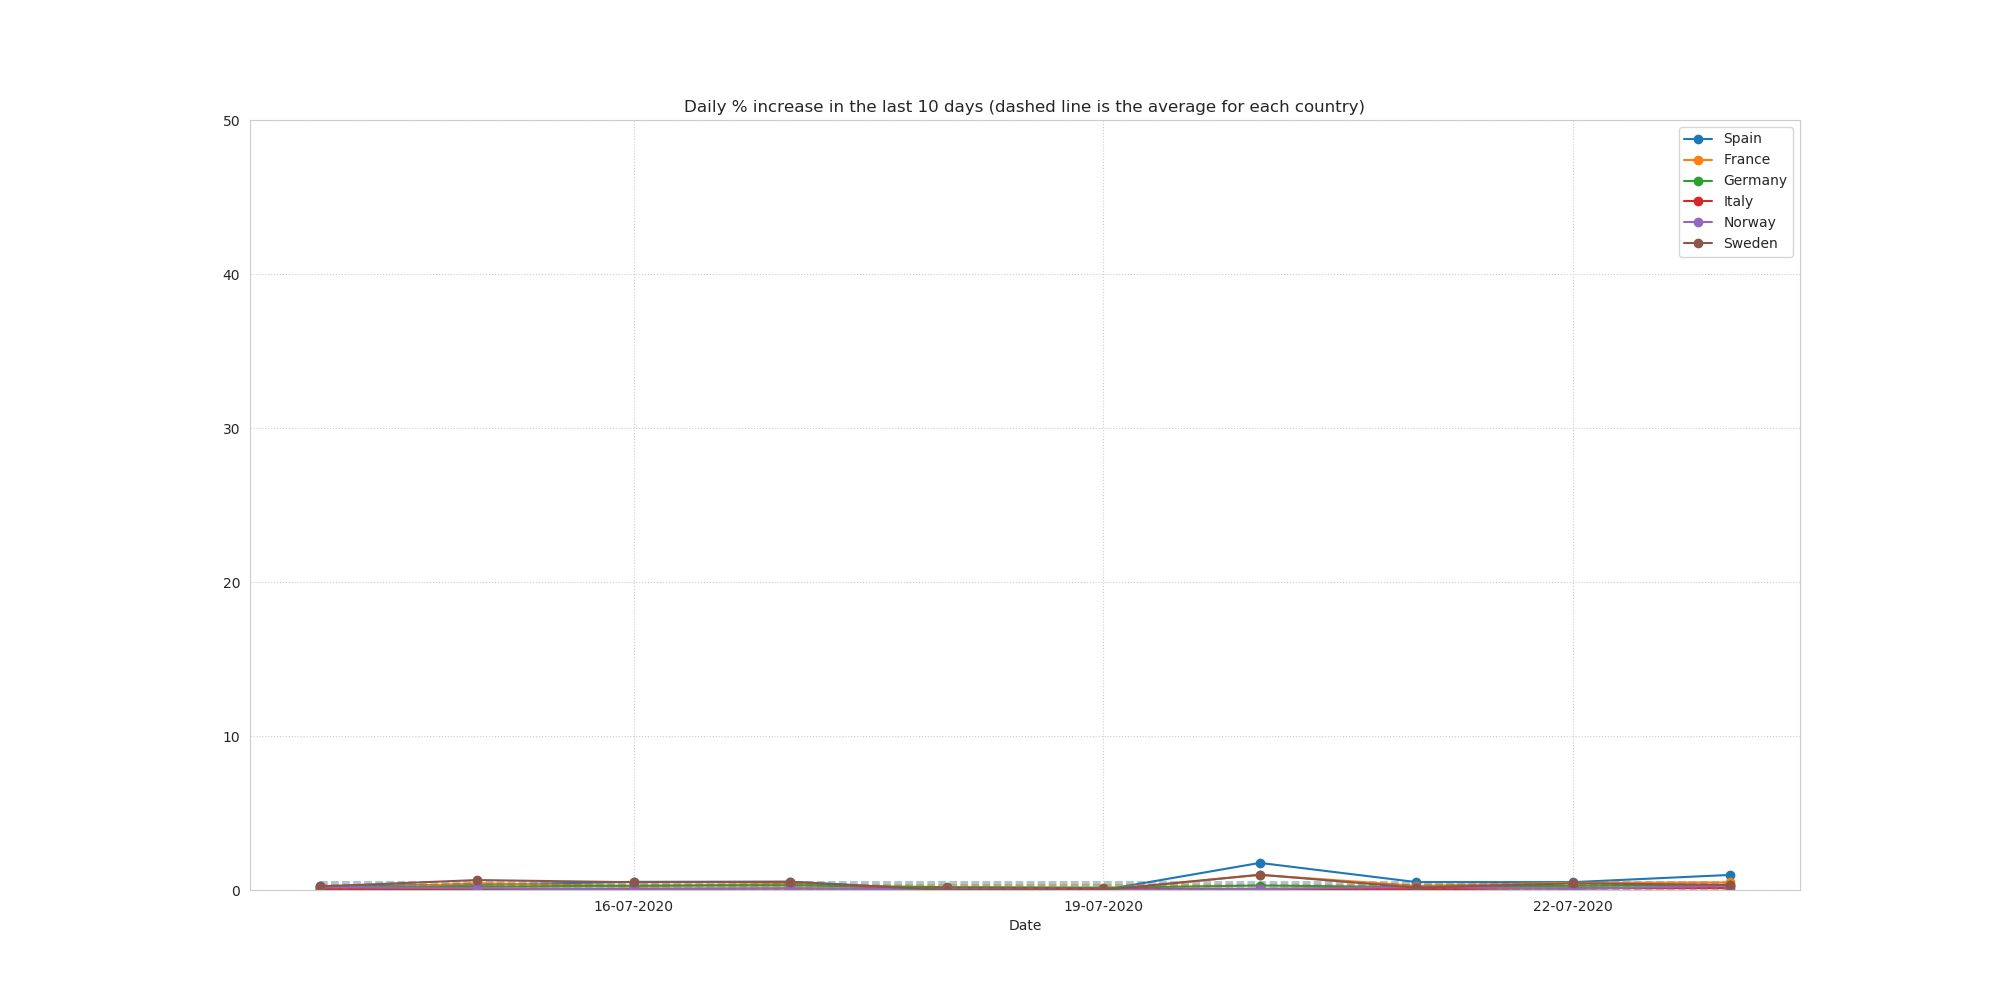 Daily % increase in the last 10 days (dashed line is the average for each country)
50
40
30
20
10
0
Spain
France
Germany
Italy
Norway
Sweden
16-07-2020
19-07-2020
22-07-2020
Date